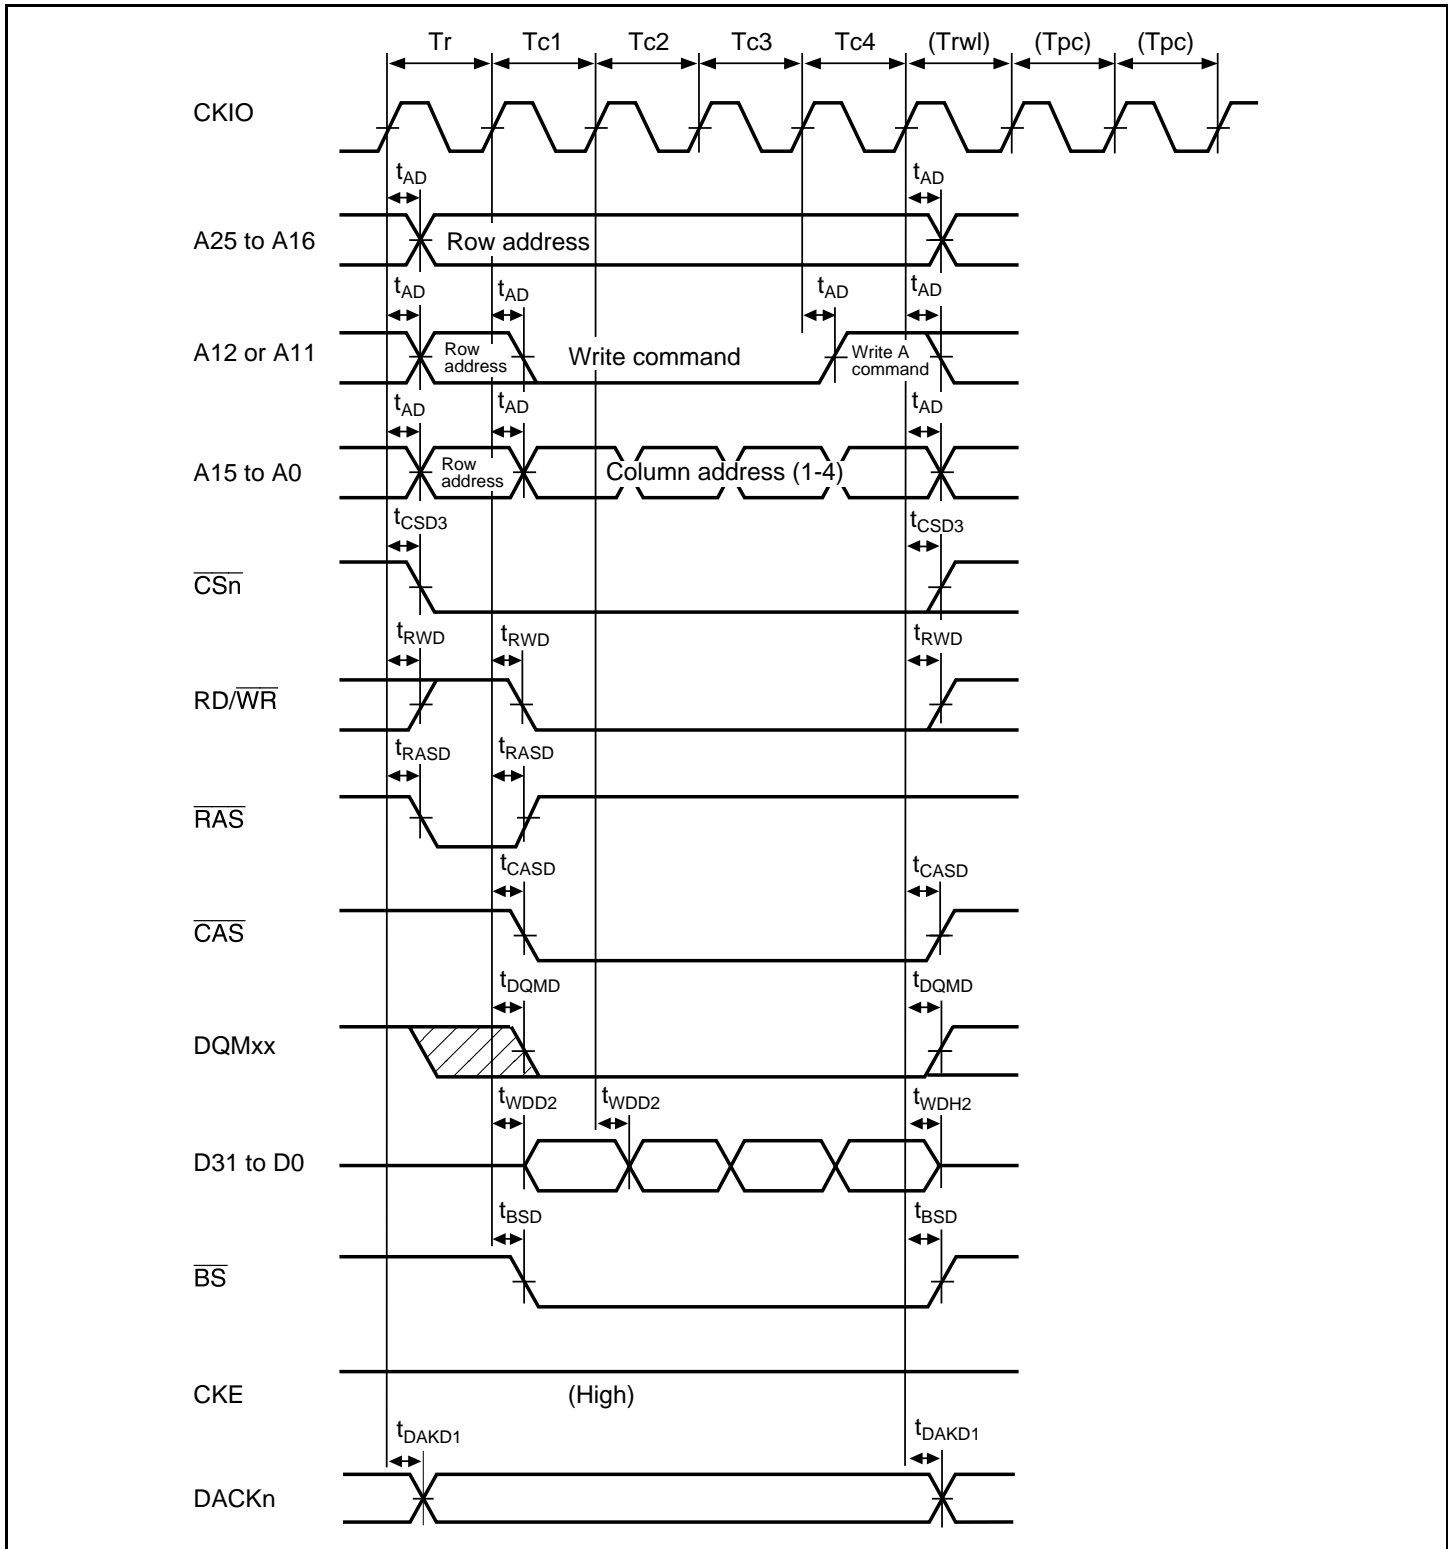 Tr Tc1 Tc2 Tc3 Tc4 (Trwl) (Tpc) (Tpc)
CKIO
tAD tAD
A25 to A16 Row address
tAD tAD tAD tAD
A12 or A11 Row address Write command Write A command
tAD tAD tAD
A15 to A0 Row address Column address (1-4)
tCSD3 tCSD3
CSn
tRWD tRWD tRWD
RD/WR
tRASD tRASD
RAS
tCASD tCASD
CAS
tDQMD tDQMD
DQMxx
tWDD2 tWDD2 tWDH2
D31 to D0
tBSD tBSD
BS
CKE (High)
tDAKD1 tDAKD1
DACKn